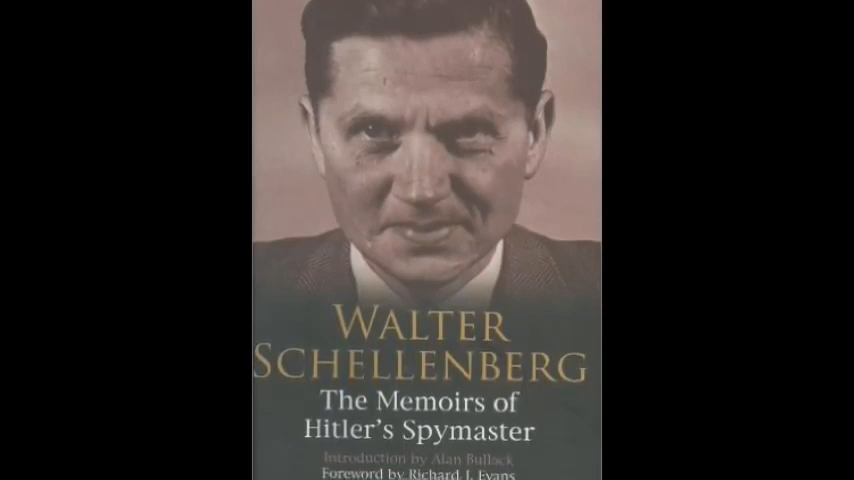 WALTER
SCHELLENBERG
The Memoirs of
Hitler's Spymaster
Introduction by Alan Bullock
Foreword by Richard J. Evans